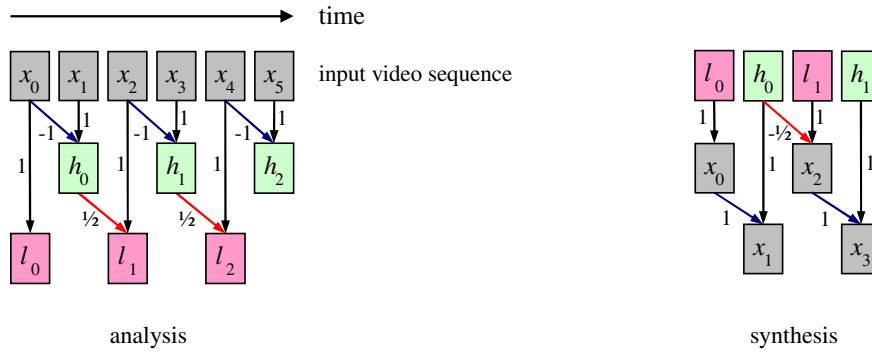 time
x0 x1 x2 x3 x4 x5 input video sequence l0 h0 l1 h1
-1 1 -1 1 -1 1 1 -½ 1
1 h0 1 h1 1 h2 x0 1 x2 1
½ ½ 1 1
l0 l1 l2 x1 x3
analysis synthesis